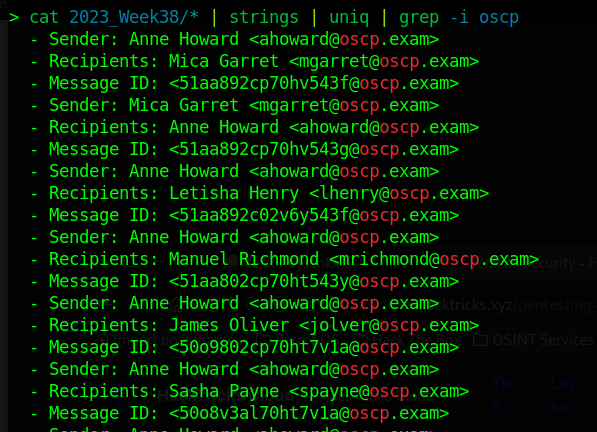 > cat 2023_Week38/* | strings | uniq | grep -i oscp
- Sender: Anne Howard <ahoward@oscp.exam>
- Recipients: Mica Garret <mgarret@oscp.exam>
- Message ID: <51aa892cp70hv543f@oscp.exam>
- Sender: Mica Garret <mgarret@oscp.exam>
- Recipients: Anne Howard <ahoward@oscp.exam>
- Message ID: <51aa892cp70hv543g@oscp.exam>
- Sender: Anne Howard <ahoward@oscp.exam>
- Recipients: Letisha Henry <lhenry@oscp.exam>
- Message ID: <51aa892c02v6y543f@oscp.exam>
- Sender: Anne Howard <ahoward@oscp.exam>
- Recipients: Manuel Richmond <mrichmond@oscp.exam>
- Message ID: <51aa802cp70ht543y@oscp.exam>
- Sender: Anne Howard <ahoward@oscp.exam>
- Recipients: James Oliver <jolver@oscp.exam>
- Message ID: <50o9802cp70ht7v1a@oscp.exam>
- Sender: Anne Howard <ahoward@oscp.exam>
- Recipients: Sasha Payne <spayne@oscp.exam>
- Message ID: <50o8v3al70ht7v1a@oscp.exam>
OSINT Services